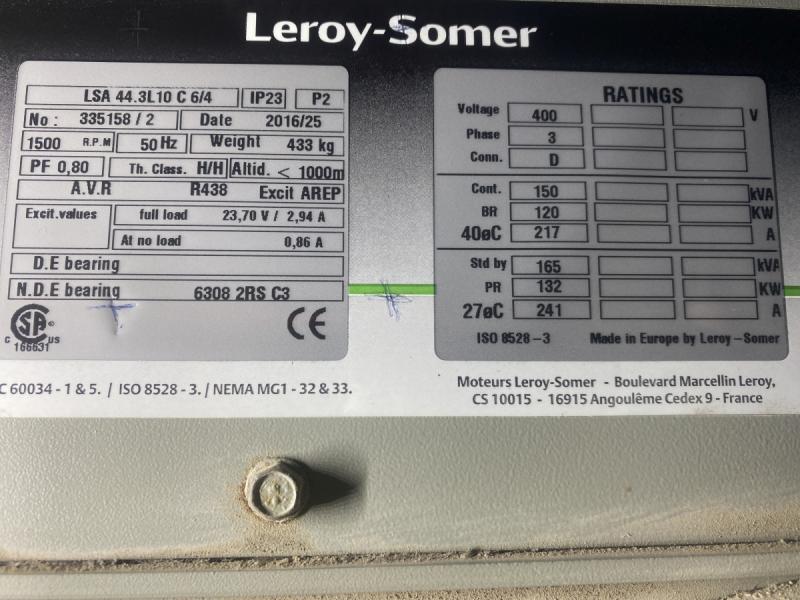 Leroy-Somer
LSA 44.3L10 C 6/4 IP23 P2
No : 335158 / 2 Date 2016/25
1500 R.P.M 50 Hz Weight 433 kg
PF 0,80 Th. Class. H/H Altid. < 1000m
A.V.R R438 Excit AREP
Excit.values full load 23,70 V / 2,94 A
At no load 0,86 A
D.E bearing
N.D.E bearing 6308 2RS C3
CSA
C US
166631
CE
RATINGS
Voltage 400 V
Phase 3
Conn. D
Cont. 150 kVA
BR 120 KW
40øC 217 A
Std by 165 kVA
PR 132 KW
27øC 241 A
ISO 8528 – 3 Made in Europe by Leroy – Somer
C 60034 - 1 & 5. / ISO 8528 - 3. / NEMA MG1 - 32 & 33.
Moteurs Leroy-Somer - Boulevard Marcellin Leroy,
CS 10015 - 16915 Angoulême Cedex 9 - France